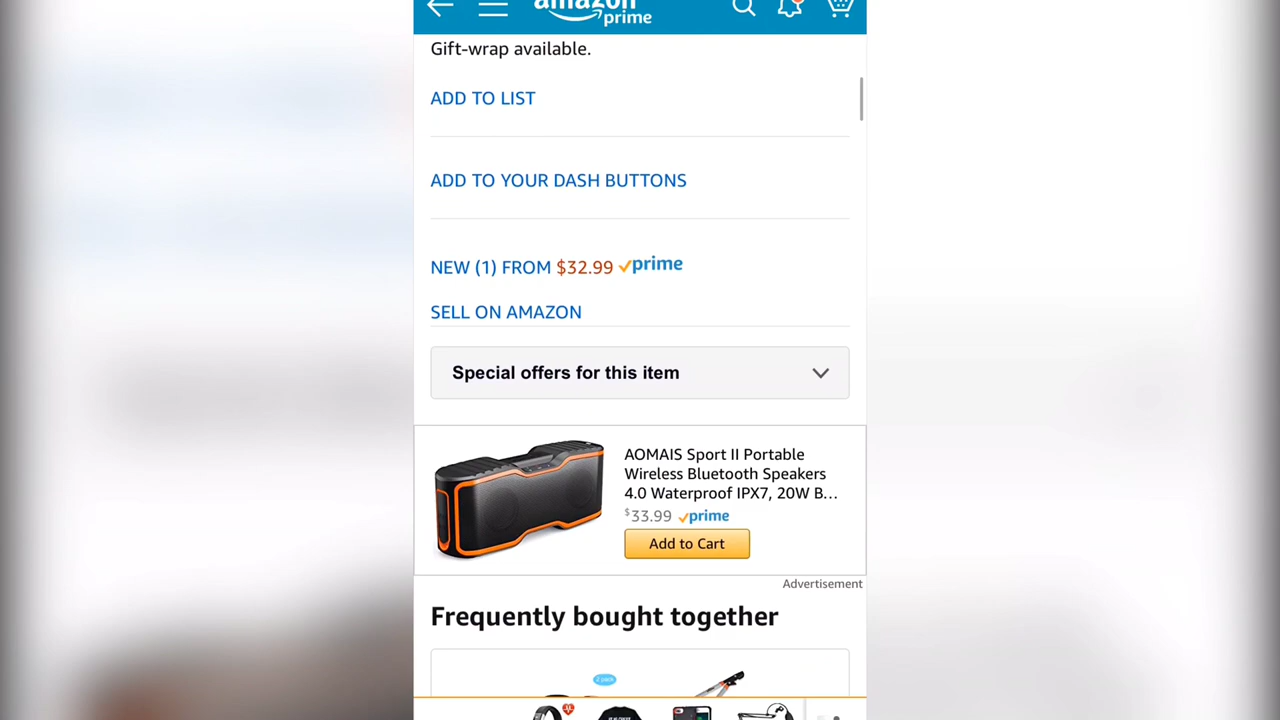 amazon
prime
Gift-wrap available.
ADD TO LIST
ADD TO YOUR DASH BUTTONS
NEW (1) FROM $32.99 prime
SELL ON AMAZON
Special offers for this item
AOMAIS Sport II Portable
Wireless Bluetooth Speakers
4.0 Waterproof IPX7, 20W B...
$33.99 prime
Add to Cart
Advertisement
Frequently bought together